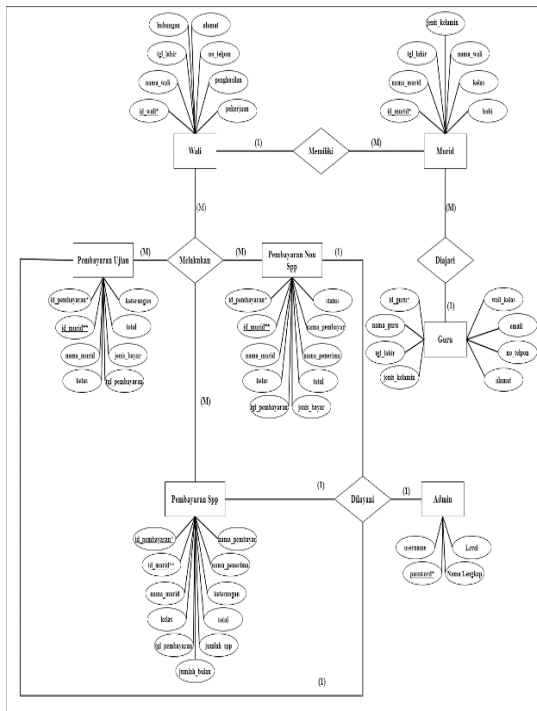 hubungan
alamat
tgl_lahir
no_telpon
nama_wali
penghasilan
id_wali*
pekerjaan
Wali
(1)
Memiliki
(M)
jenis_kelamin
tgl_lahir
nama_wali
nama_murid
kelas
id_murid*
hobi
Murid
(M)
(M)
Pembayaran Ujian
(M)
Melakukan
(M)
Pembayaran Non
Spp
(1)
Diajari
(1)
id_pembayaran*
keterangan
id_murid**
total
nama_murid
jenis_bayar
kelas
tgl_pembayaran
id_pembayaran*
status
id_murid**
nama_pembayar
nama_murid
nama_penerima
kelas
total
tgl_pembayaran
jenis_bayar
id_guru*
wali_kelas
nama_guru
email
tgl_lahir
no_telpon
jenis_kelamin
alamat
Guru
(M)
Pembayaran Spp
(1)
Dilayani
(1)
Admin
id_pembayaran*
nama_pembayar
id_murid**
nama_penerima
nama_murid
keterangan
kelas
total
tgl_pembayaran
jumlah_spp
jumlah_bulan
username
Level
password*
Nama Lengkap
(1)